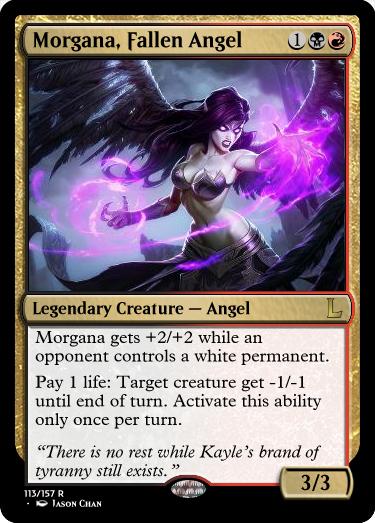 Morgana, Fallen Angel 1
Legendary Creature — Angel L
Morgana gets +2/+2 while an
opponent controls a white permanent.
Pay 1 life: Target creature get -1/-1
until end of turn. Activate this ability
only once per turn.
“There is no rest while Kayle’s brand of
tyranny still exists.”
3/3
113/157 R
· Jason Chan